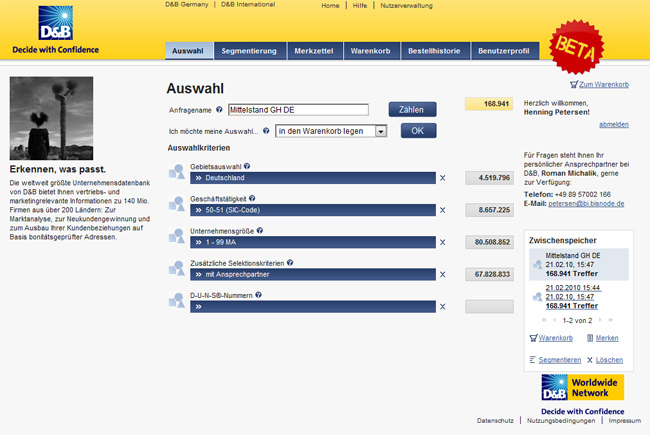 D&B Germany | D&B International
Home | Hilfe | Nutzerverwaltung
D&B
Decide with Confidence
Auswahl
Segmentierung
Merkzettel
Warenkorb
Bestellhistorie
Benutzerprofil
BETA
Zum Warenkorb
Erkennen, was passt.
Die weltweit größte Unternehmensdatenbank
von D&B bietet Ihnen vertriebs- und
marketingrelevante Informationen zu 140 Mio.
Firmen aus über 200 Ländern: Zur
Marktanalyse, zur Neukundengewinnung und
zum Ausbau Ihrer Kundenbeziehungen auf
Basis bonitätsgeprüfter Adressen.
Auswahl
Anfragename ? Mittelstand GH DE Zählen 168.941
Ich möchte meine Auswahl... ? in den Warenkorb legen OK
Auswahlkriterien
Gebietsauswahl ?
» Deutschland X 4.519.796
Geschäftstätigkeit ?
» 50-51 (SIC-Code) X 8.657.225
Unternehmensgröße ?
» 1 - 99 MA X 80.508.852
Zusätzliche Selektionskriterien ?
» mit Ansprechpartner X 67.828.833
D-U-N-S®-Nummern ?
» X
Herzlich willkommen,
Henning Petersen!
abmelden
Für Fragen steht Ihnen Ihr
persönlicher Ansprechpartner bei
D&B, Roman Michalik, gerne
zur Verfügung:
Telefon: +49 89 57002 166
E-Mail: petersen@bi.bisnode.de
Zwischenspeicher
Mittelstand GH DE
21.02.10, 15:47
168.941 Treffer
21.02.2010 15:44
21.02.10, 15:47
168.941 Treffer
1-2 von 2
Warenkorb
Merken
Segmentieren
X Löschen
D&B
Worldwide
Network
Decide with Confidence
Datenschutz | Nutzungsbedingungen | Impressum